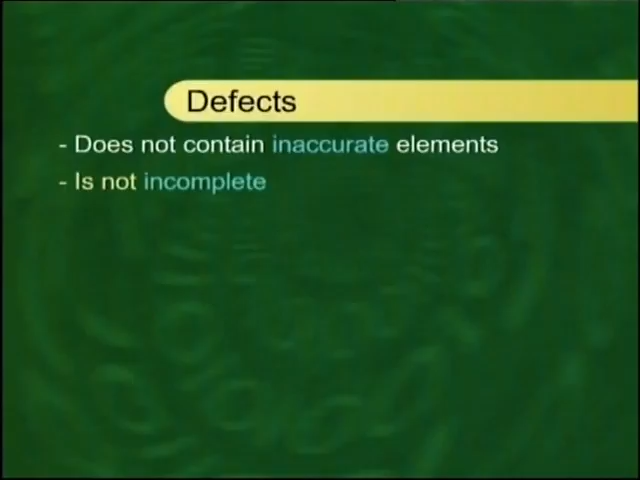 Defects
- Does not contain inaccurate elements
- Is not incomplete